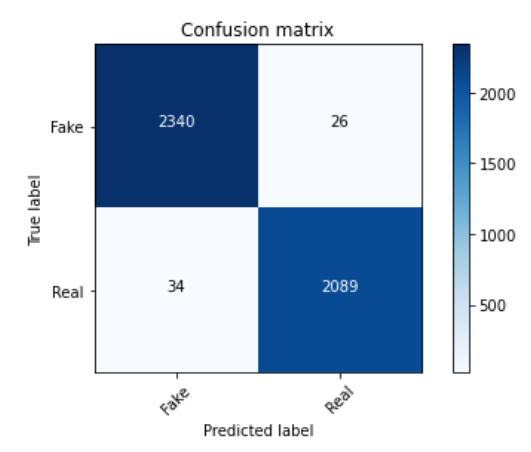 Confusion matrix
Fake
2340
26
Real
34
2089
True label
Fake
Real
Predicted label
2000
1500
1000
500